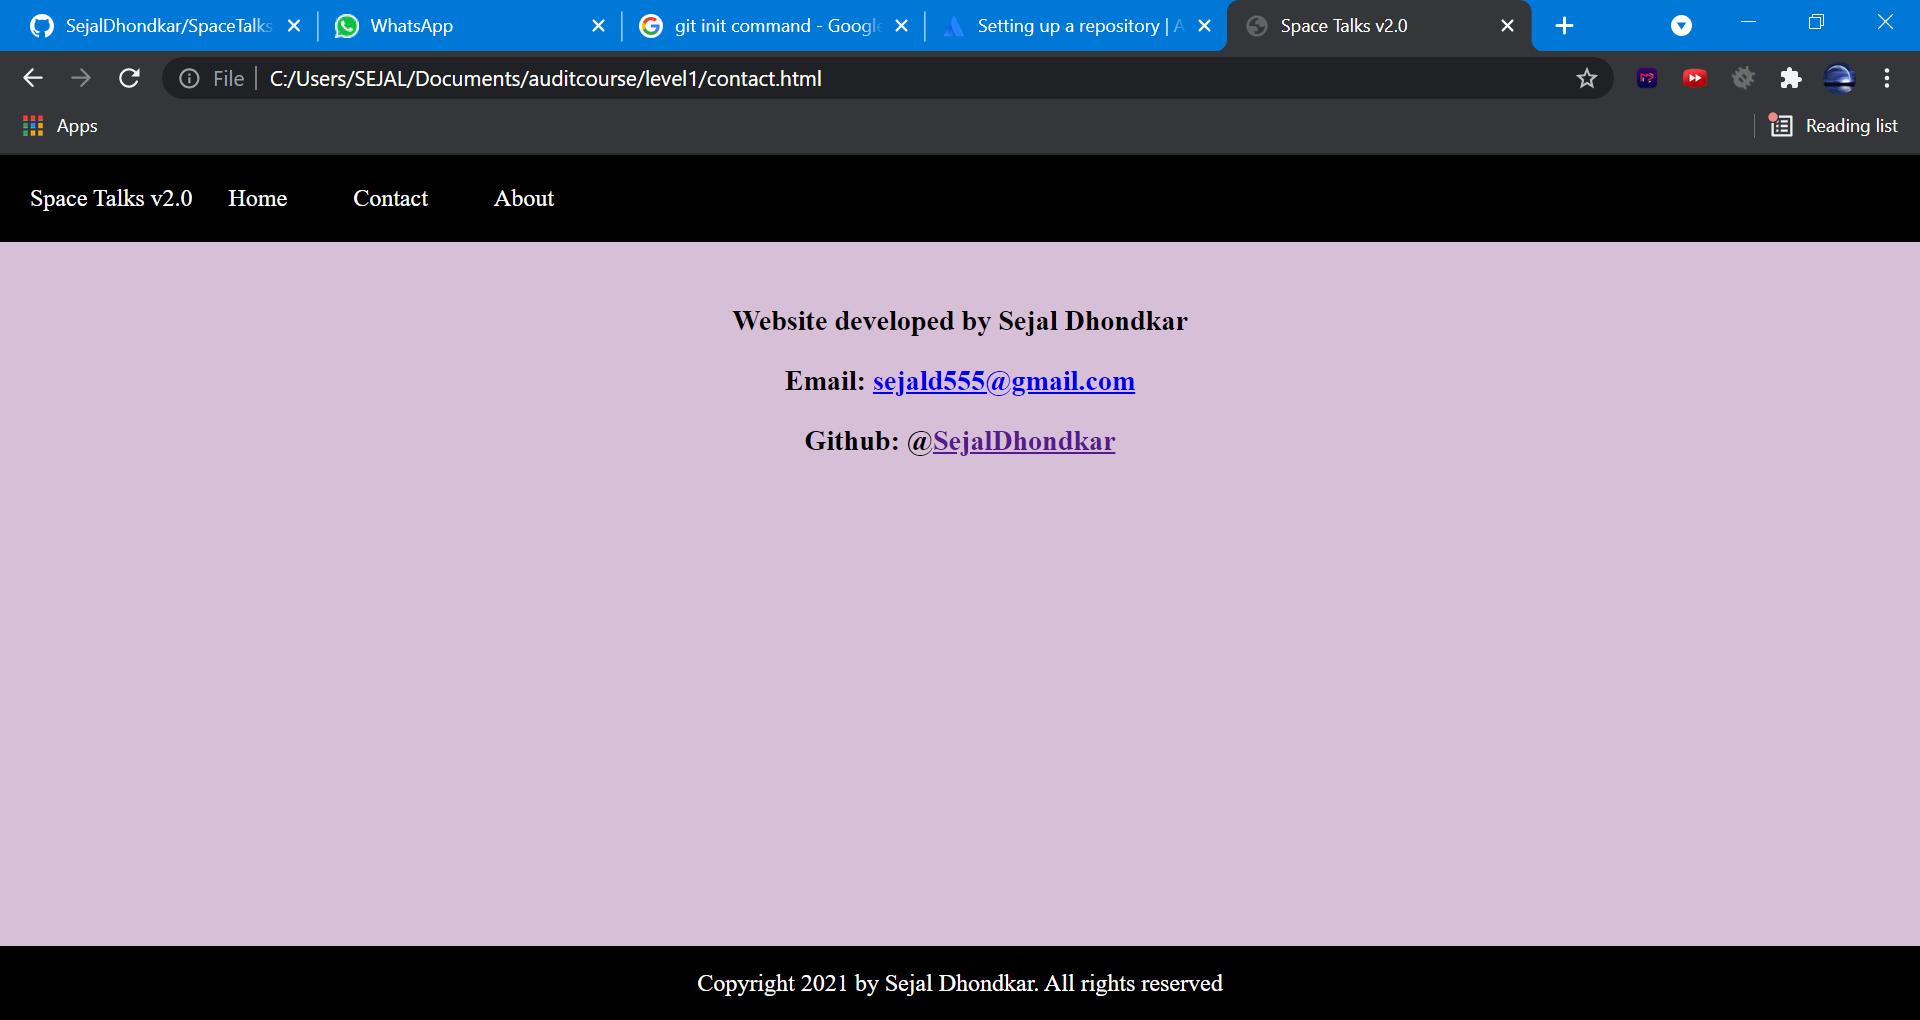 SejalDhondkar/SpaceTalks
WhatsApp
git init command - Google
Setting up a repository | A
Space Talks v2.0
File
C:/Users/SEJAL/Documents/auditcourse/level1/contact.html
Apps
Reading list
Space Talks v2.0 Home Contact About
Website developed by Sejal Dhondkar
Email: sejald555@gmail.com
Github: @SejalDhondkar
Copyright 2021 by Sejal Dhondkar. All rights reserved